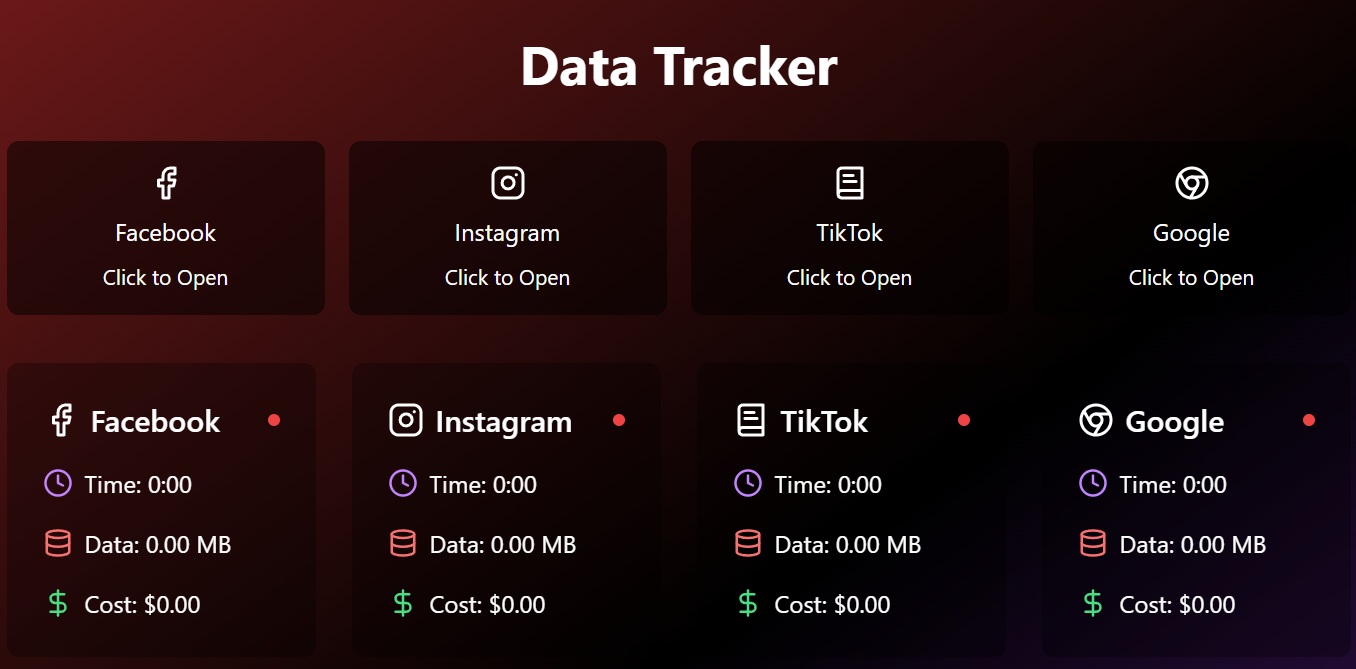 Data Tracker
Facebook
Click to Open
Instagram
Click to Open
TikTok
Click to Open
Google
Click to Open
Facebook
Time: 0:00
Data: 0.00 MB
Cost: $0.00
Instagram
Time: 0:00
Data: 0.00 MB
Cost: $0.00
TikTok
Time: 0:00
Data: 0.00 MB
Cost: $0.00
Google
Time: 0:00
Data: 0.00 MB
Cost: $0.00